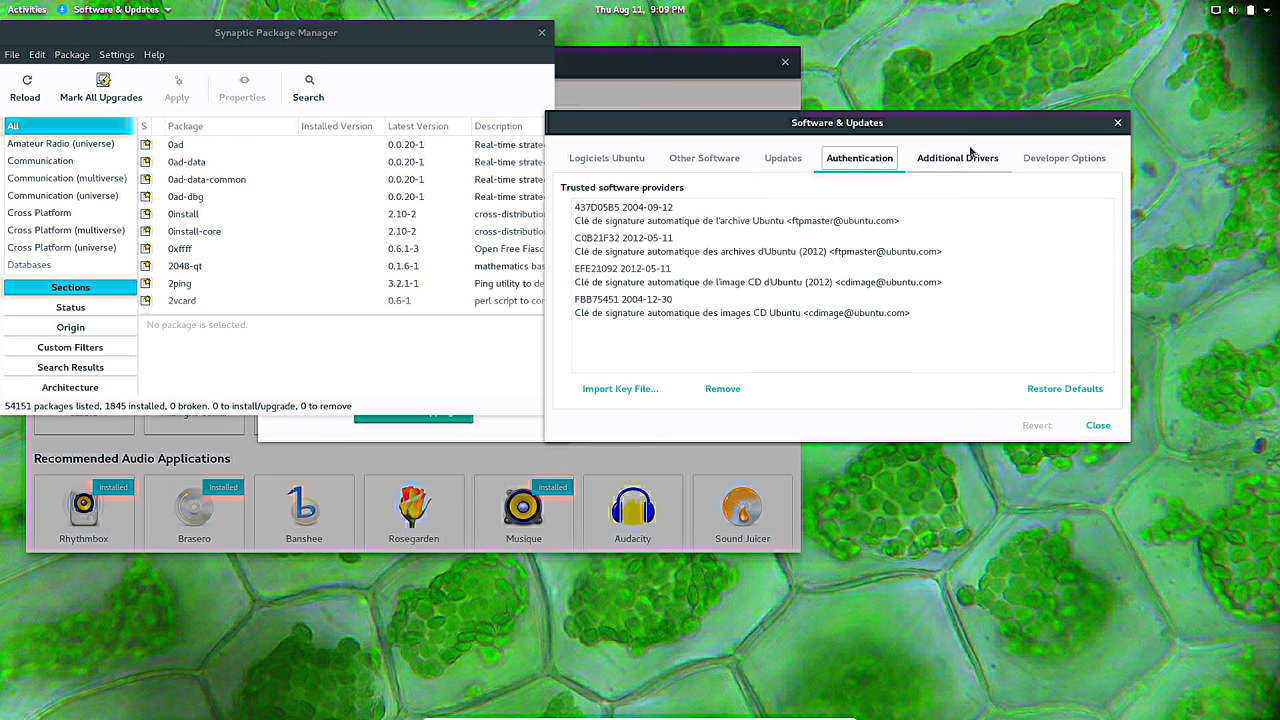 Activities Software & Updates Thu Aug 11, 9:09 PM
Synaptic Package Manager
File Edit Package Settings Help
Reload Mark All Upgrades Apply Properties Search
All
Amateur Radio (universe)
Communication
Communication (multiverse)
Communication (universe)
Cross Platform
Cross Platform (multiverse)
Cross Platform (universe)
Databases
Sections
Status
Origin
Custom Filters
Search Results
Architecture
S Package Installed Version Latest Version Description
0ad 0.0.20-1 Real-time strate
0ad-data 0.0.20-1 Real-time strate
0ad-data-common 0.0.20-1 Real-time strate
0ad-dbg 0.0.20-1 Real-time strate
0install 2.10-2 cross-distributio
0install-core 2.10-2 cross-distributio
0xffff 0.6.1-3 Open Free Fiasc
2048-qt 0.1.6-1 mathematics bas
2ping 3.2.1-1 Ping utility to de
2vcard 0.6-1 perl script to con
No package is selected.
54151 packages listed, 1845 installed, 0 broken. 0 to install/upgrade, 0 to remove
Software & Updates
Logiciels Ubuntu Other Software Updates Authentication Additional Drivers Developer Options
Trusted software providers
437D05B5 2004-09-12
Clé de signature automatique de l'archive Ubuntu <ftpmaster@ubuntu.com>
C0B21F32 2012-05-11
Clé de signature automatique des archives d'Ubuntu (2012) <ftpmaster@ubuntu.com>
EFE21092 2012-05-11
Clé de signature automatique de l'image CD d'Ubuntu (2012) <cdimage@ubuntu.com>
FBB75451 2004-12-30
Clé de signature automatique des images CD Ubuntu <cdimage@ubuntu.com>
Import Key File... Remove Restore Defaults
Revert Close
Recommended Audio Applications
Installed Installed Installed
Rhythmbox Brasero Banshee Rosegarden Musique Audacity Sound Juicer